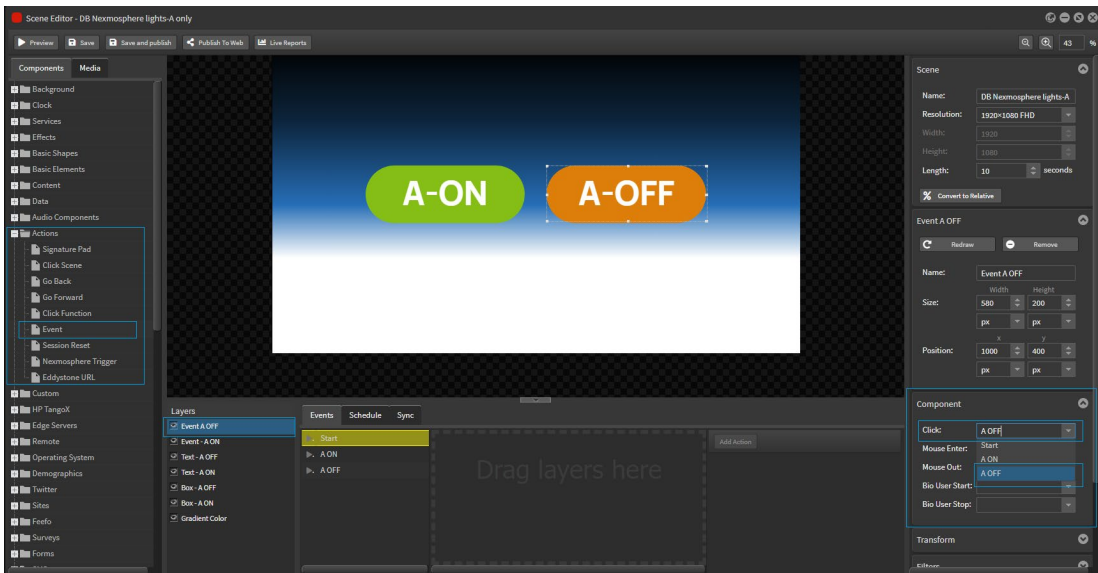 Scene Editor - DB Nexmosphere lights-A only
Preview Save Save and publish Publish To Web Live Reports 43 %
Components Media
Background
Clock
Services
Effects
Basic Shapes
Basic Elements
Content
Data
Audio Components
Actions
Signature Pad
Click Scene
Go Back
Go Forward
Click Function
Event
Session Reset
Nexmosphere Trigger
Eddystone URL
Custom
HP TangoX
Edge Servers
Remote
Operating System
Demographics
Twitter
Sites
Feefo
Surveys
Forms
A-ON A-OFF
Layers
Event A OFF
Event - A ON
Text - A OFF
Text - A ON
Box - A OFF
Box - A ON
Gradient Color
Events Schedule Sync
Start
A ON
A OFF
Drag layers here
Add Action
Scene
Name: DB Nexmosphere lights-A
Resolution: 1920×1080 FHD
Width: 1920
Height: 1080
Length: 10 seconds
Convert to Relative
Event A OFF
Redraw Remove
Name: Event A OFF
Width Height
Size: 580 200
px px
x y
Position: 1000 400
px px
Component
Click: A OFF
Mouse Enter: Start
A ON
Mouse Out: A OFF
Bio User Start:
Bio User Stop:
Transform
Filters